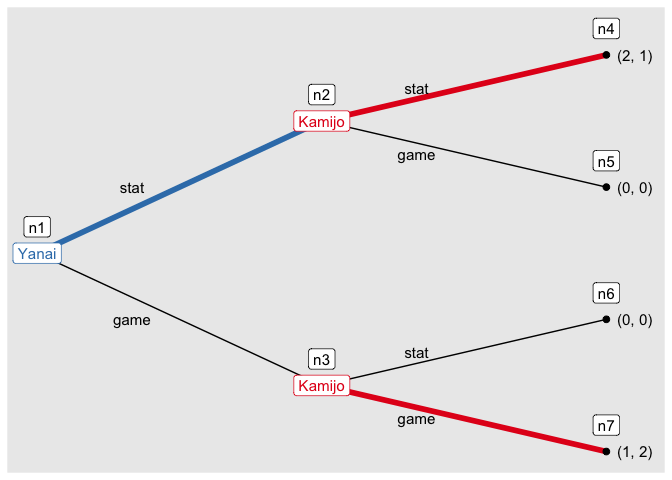 n4
(2, 1)
stat
n2
Kamijo
game
n5
(0, 0)
stat
n1
Yanai
game
n6
(0, 0)
stat
n3
Kamijo
game
n7
(1, 2)